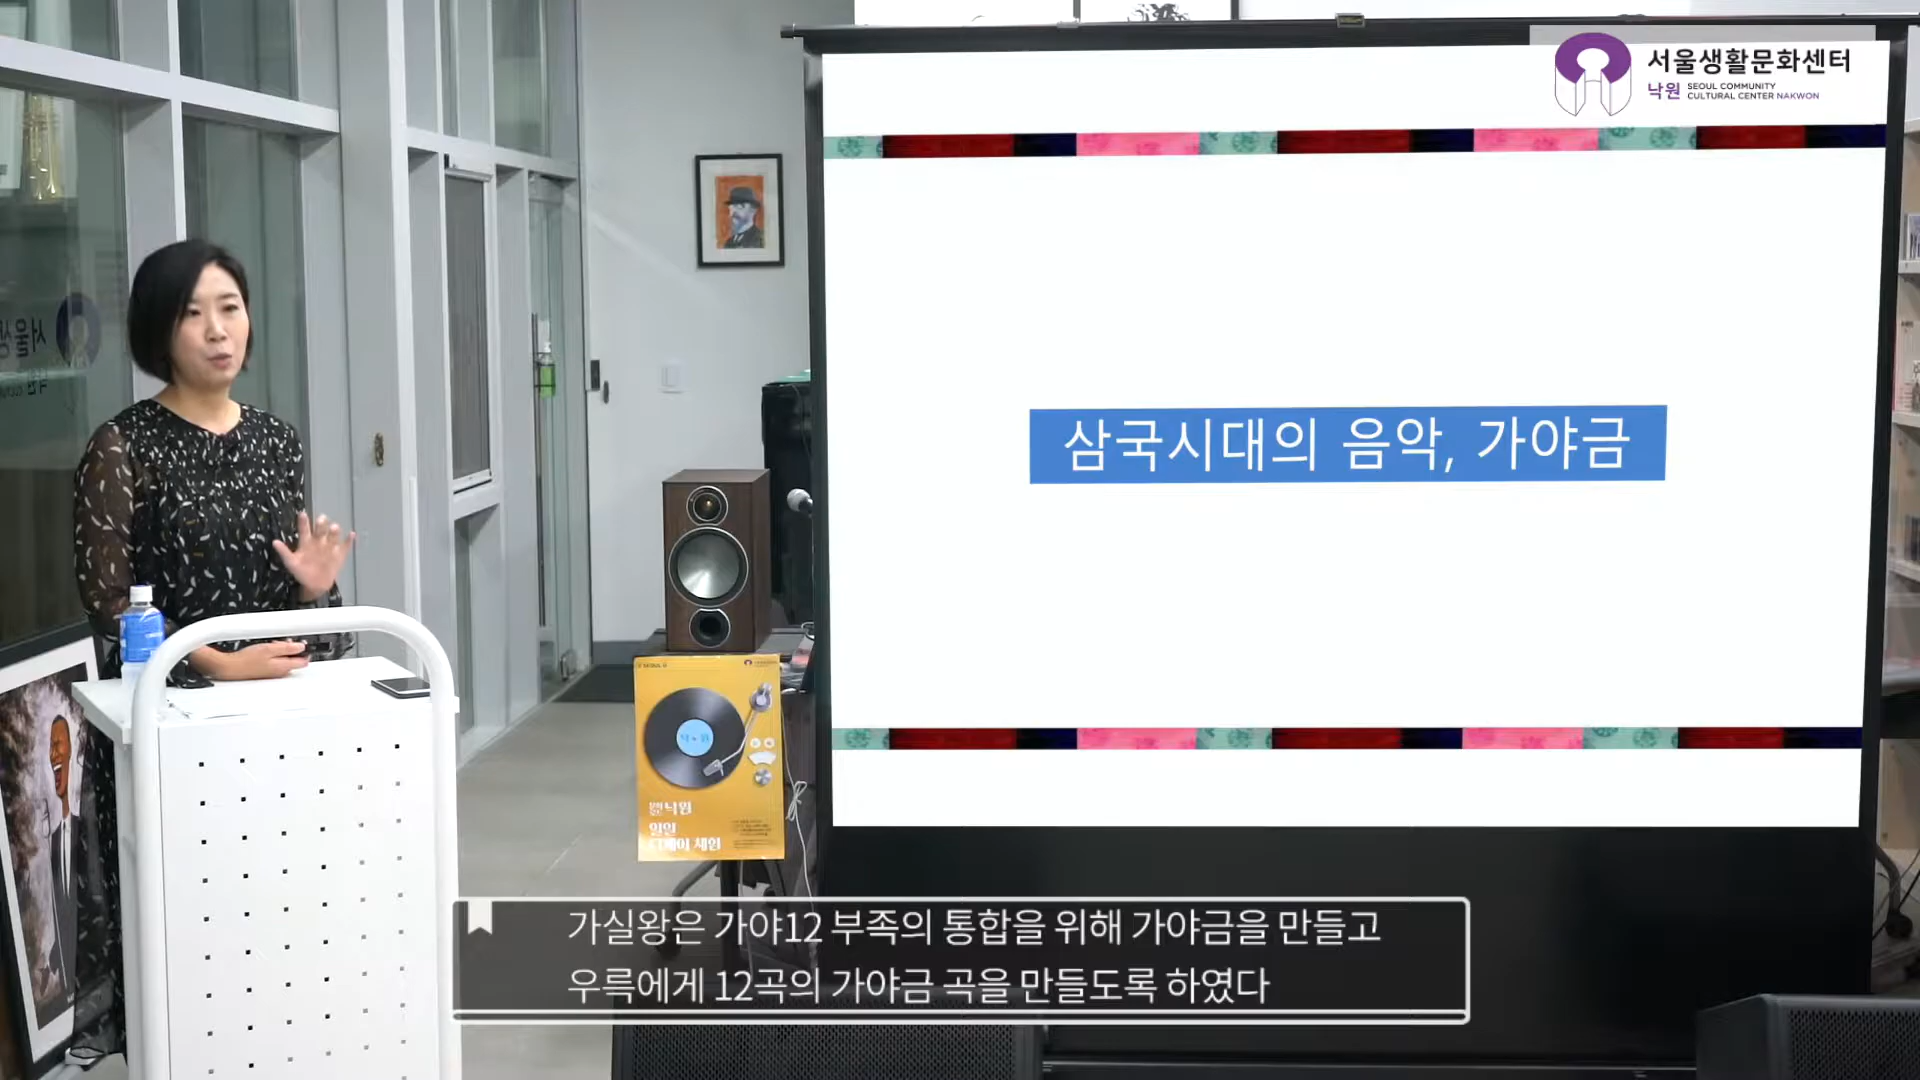 서울생활문화센터
낙원 SEOUL COMMUNITY
CULTURAL CENTER NAKWON
삼국시대의 음악, 가야금
낙원
가실왕은 가야12 부족의 통합을 위해 가야금을 만들고
우륵에게 12곡의 가야금 곡을 만들도록 하였다